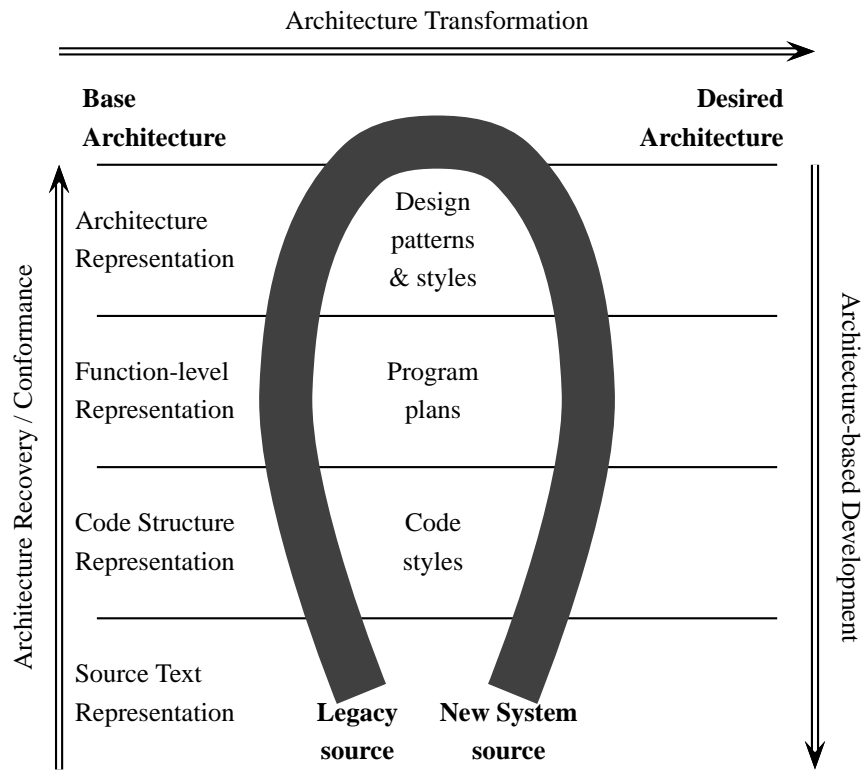 Architecture Transformation
Base
Architecture
Desired
Architecture
Architecture Recovery / Conformance
Architecture
Representation
Design
patterns
& styles
Function-level
Representation
Program
plans
Code Structure
Representation
Code
styles
Source Text
Representation
Legacy
source
New System
source
Architecture-based Development